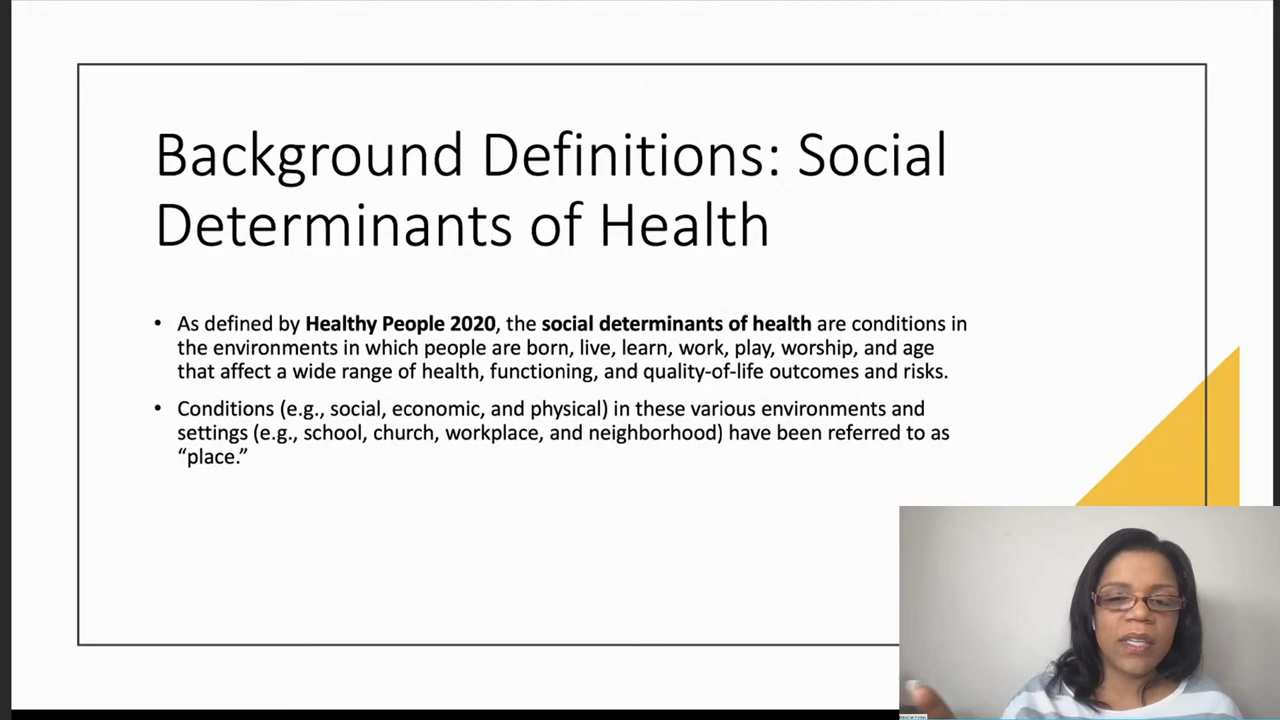 Background Definitions: Social
Determinants of Health
• As defined by Healthy People 2020, the social determinants of health are conditions in
the environments in which people are born, live, learn, work, play, worship, and age
that affect a wide range of health, functioning, and quality-of-life outcomes and risks.
• Conditions (e.g., social, economic, and physical) in these various environments and
settings (e.g., school, church, workplace, and neighborhood) have been referred to as
“place.”